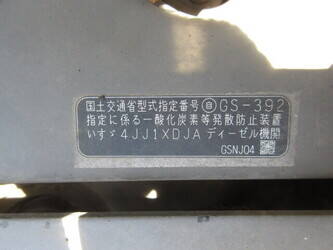 国土交通省型式指定番号 ⓐGS-392
指定に係る一酸化炭素等発散防止装置
いすゞ 4JJ1XDJA ディーゼル機関
GSNJ04